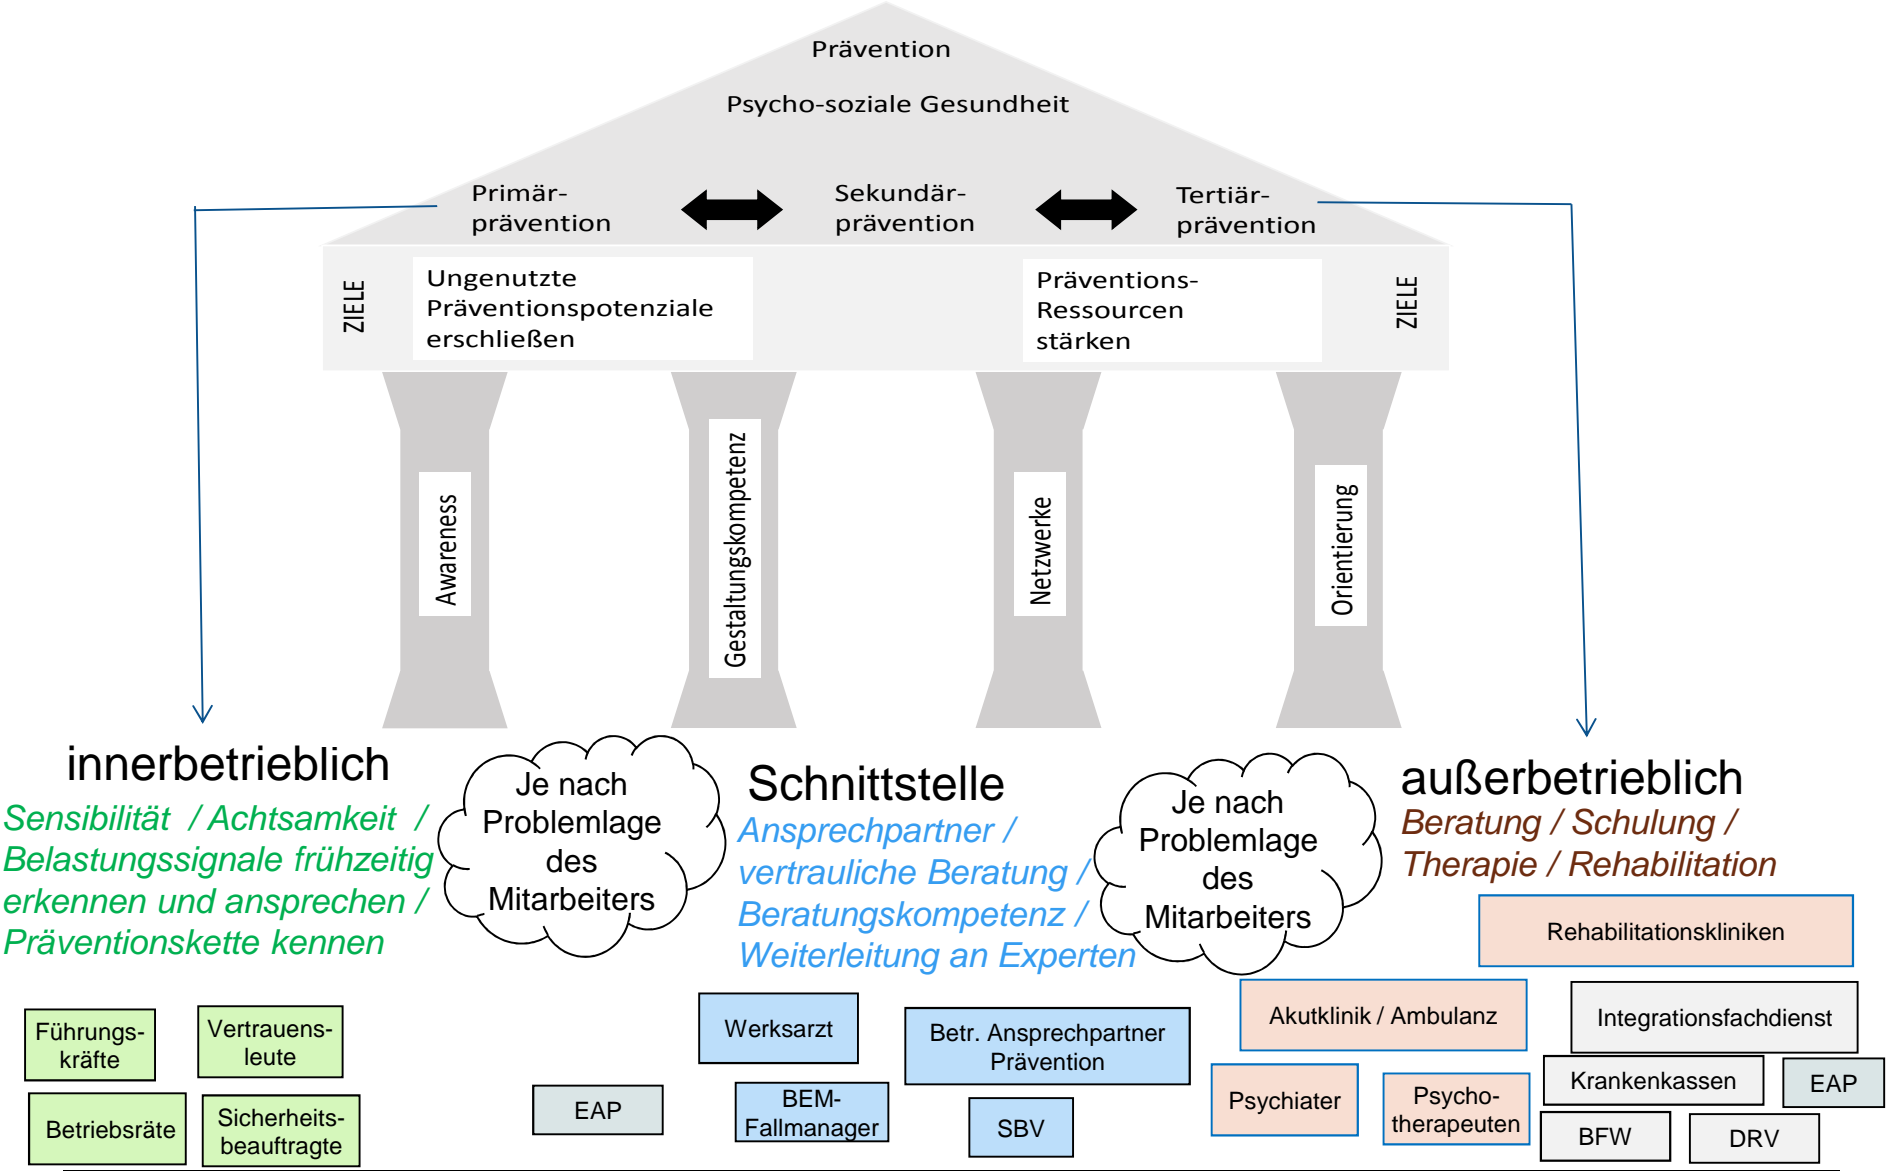 Prävention
Psycho-soziale Gesundheit
Primär-
prävention
Sekundär-
prävention
Tertiär-
prävention
ZIELE
Ungenutzte
Präventionspotenziale
erschließen
Präventions-
Ressourcen
stärken
ZIELE
Awareness
Gestaltungskompetenz
Netzwerke
Orientierung
innerbetrieblich
Sensibilität / Achtsamkeit /
Belastungssignale frühzeitig
erkennen und ansprechen /
Präventionskette kennen
Je nach
Problemlage
des
Mitarbeiters
Schnittstelle
Ansprechpartner /
vertrauliche Beratung /
Beratungskompetenz /
Weiterleitung an Experten
Je nach
Problemlage
des
Mitarbeiters
außerbetrieblich
Beratung / Schulung /
Therapie / Rehabilitation
Führungs-
kräfte
Vertrauens-
leute
Betriebsräte
Sicherheits-
beauftragte
EAP
Werksarzt
Betr. Ansprechpartner
Prävention
BEM-
Fallmanager
SBV
Rehabilitationskliniken
Akutklinik / Ambulanz
Integrationsfachdienst
Psychiater
Psycho-
therapeuten
Krankenkassen
EAP
BFW
DRV